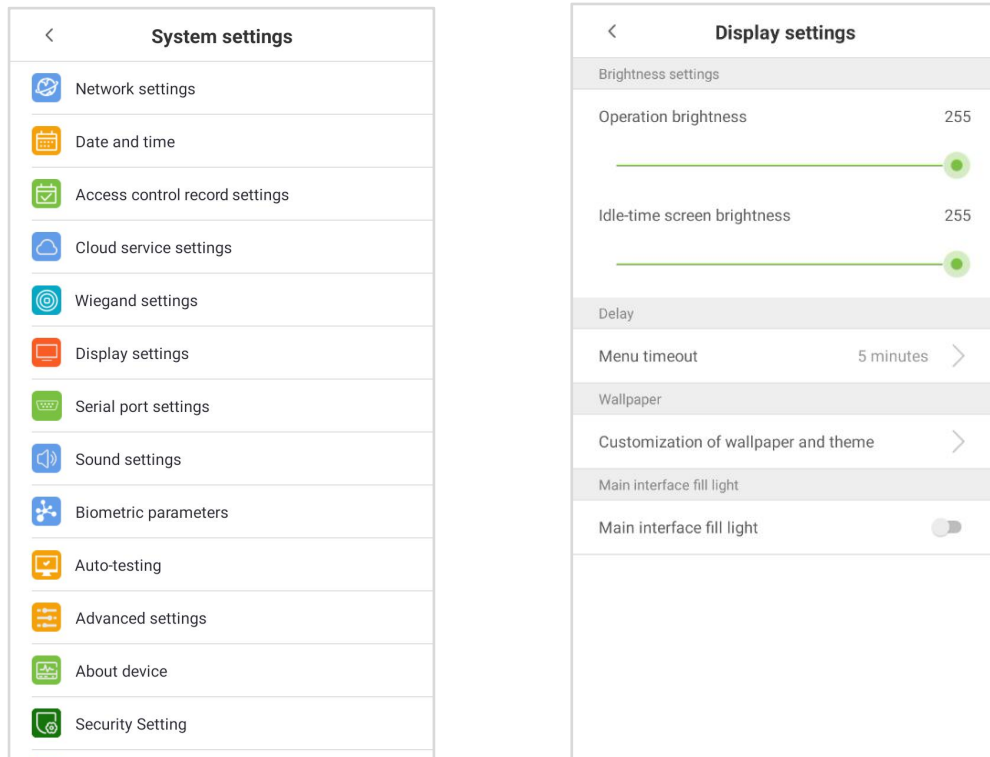 System settings
Network settings
Date and time
Access control record settings
Cloud service settings
Wiegand settings
Display settings
Serial port settings
Sound settings
Biometric parameters
Auto-testing
Advanced settings
About device
Security Setting
Display settings
Brightness settings
Operation brightness 255
Idle-time screen brightness 255
Delay
Menu timeout 5 minutes
Wallpaper
Customization of wallpaper and theme
Main interface fill light
Main interface fill light